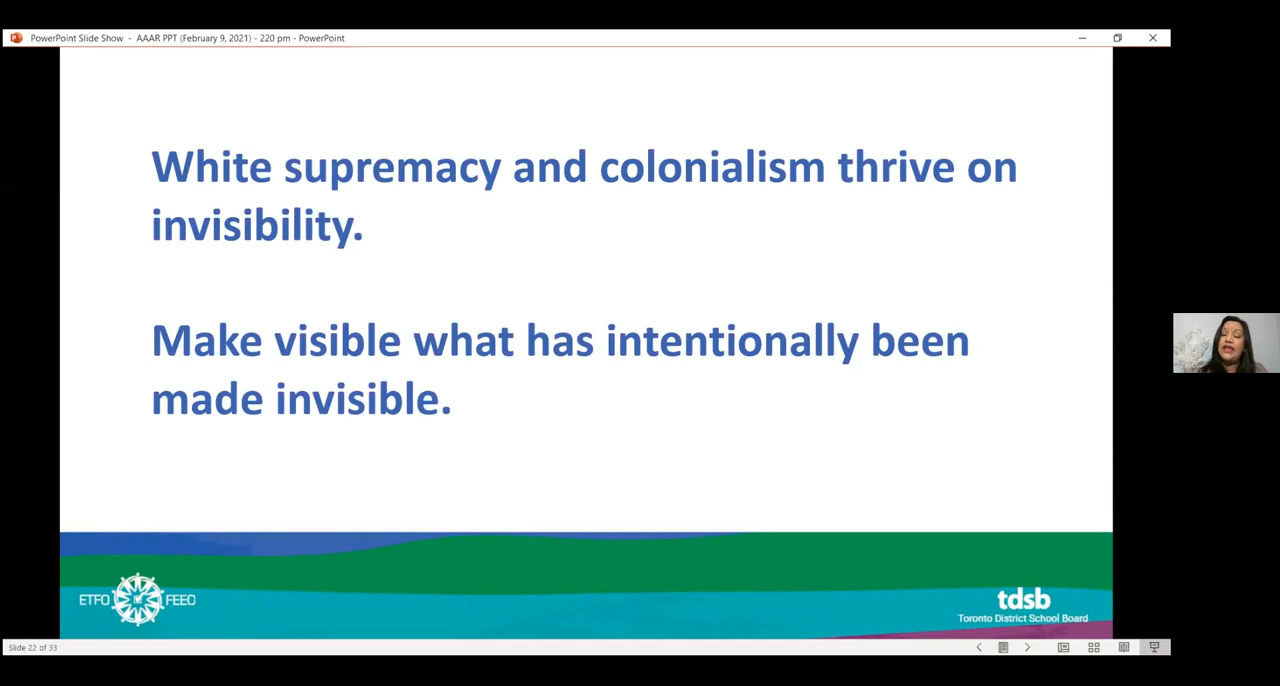 PowerPoint Slide Show - AAAR PPT (February 9, 2021) - 220 pm - PowerPoint
White supremacy and colonialism thrive on
invisibility.
Make visible what has intentionally been
made invisible.
ETFO FEEO
tdsb
Toronto District School Board
Slide 22 of 33